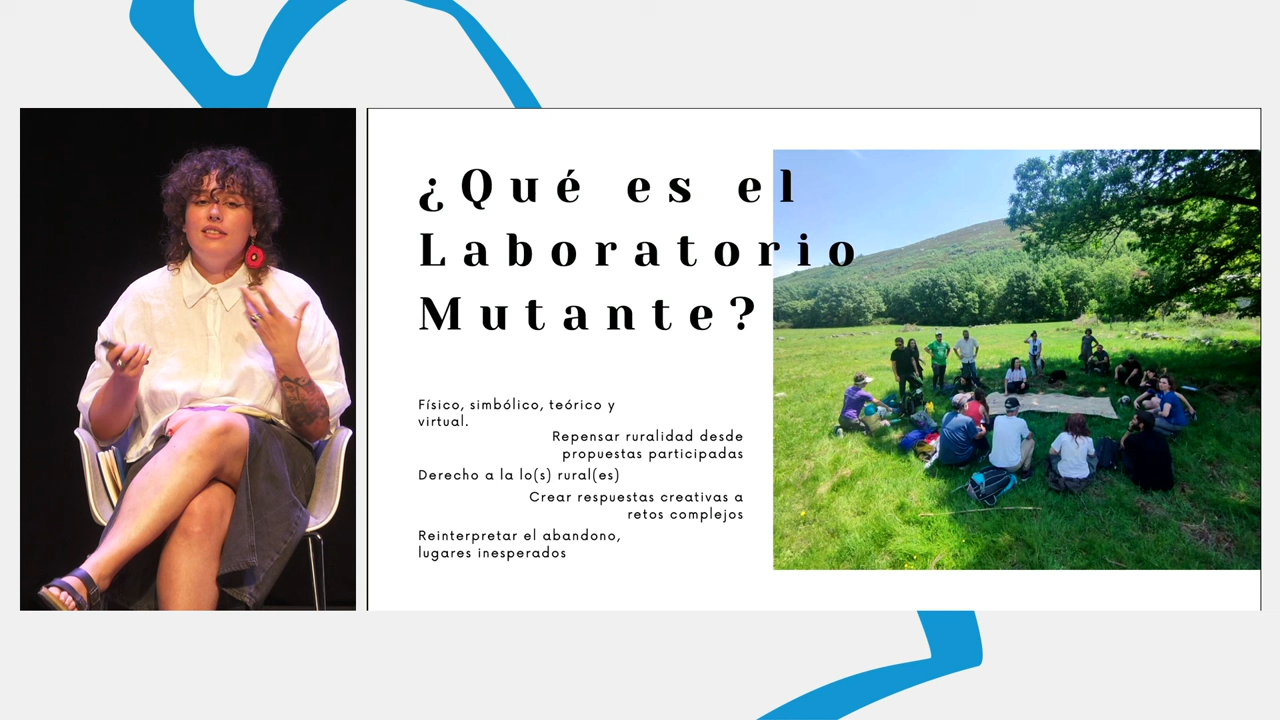 ¿Qué es el
Laboratorio
Mutante?
Físico, simbólico, teórico y
virtual.
Repensar ruralidad desde
propuestas participadas
Derecho a la lo(s) rural(es)
Crear respuestas creativas a
retos complejos
Reinterpretar el abandono,
lugares inesperados